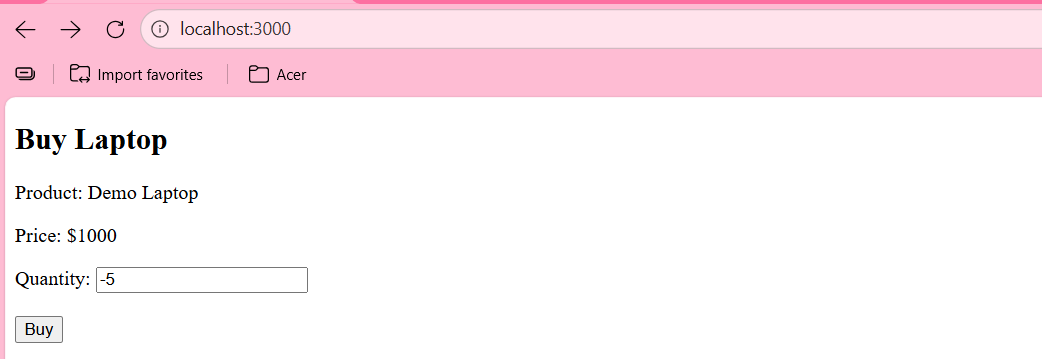 localhost:3000
Import favorites Acer
Buy Laptop
Product: Demo Laptop
Price: $1000
Quantity: -5
Buy